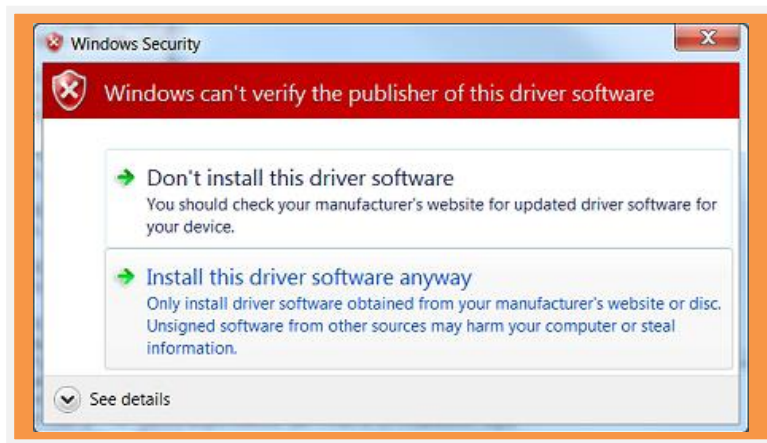 Windows Security
Windows can't verify the publisher of this driver software
Don't install this driver software
You should check your manufacturer's website for updated driver software for
your device.
Install this driver software anyway
Only install driver software obtained from your manufacturer's website or disc.
Unsigned software from other sources may harm your computer or steal
information.
See details